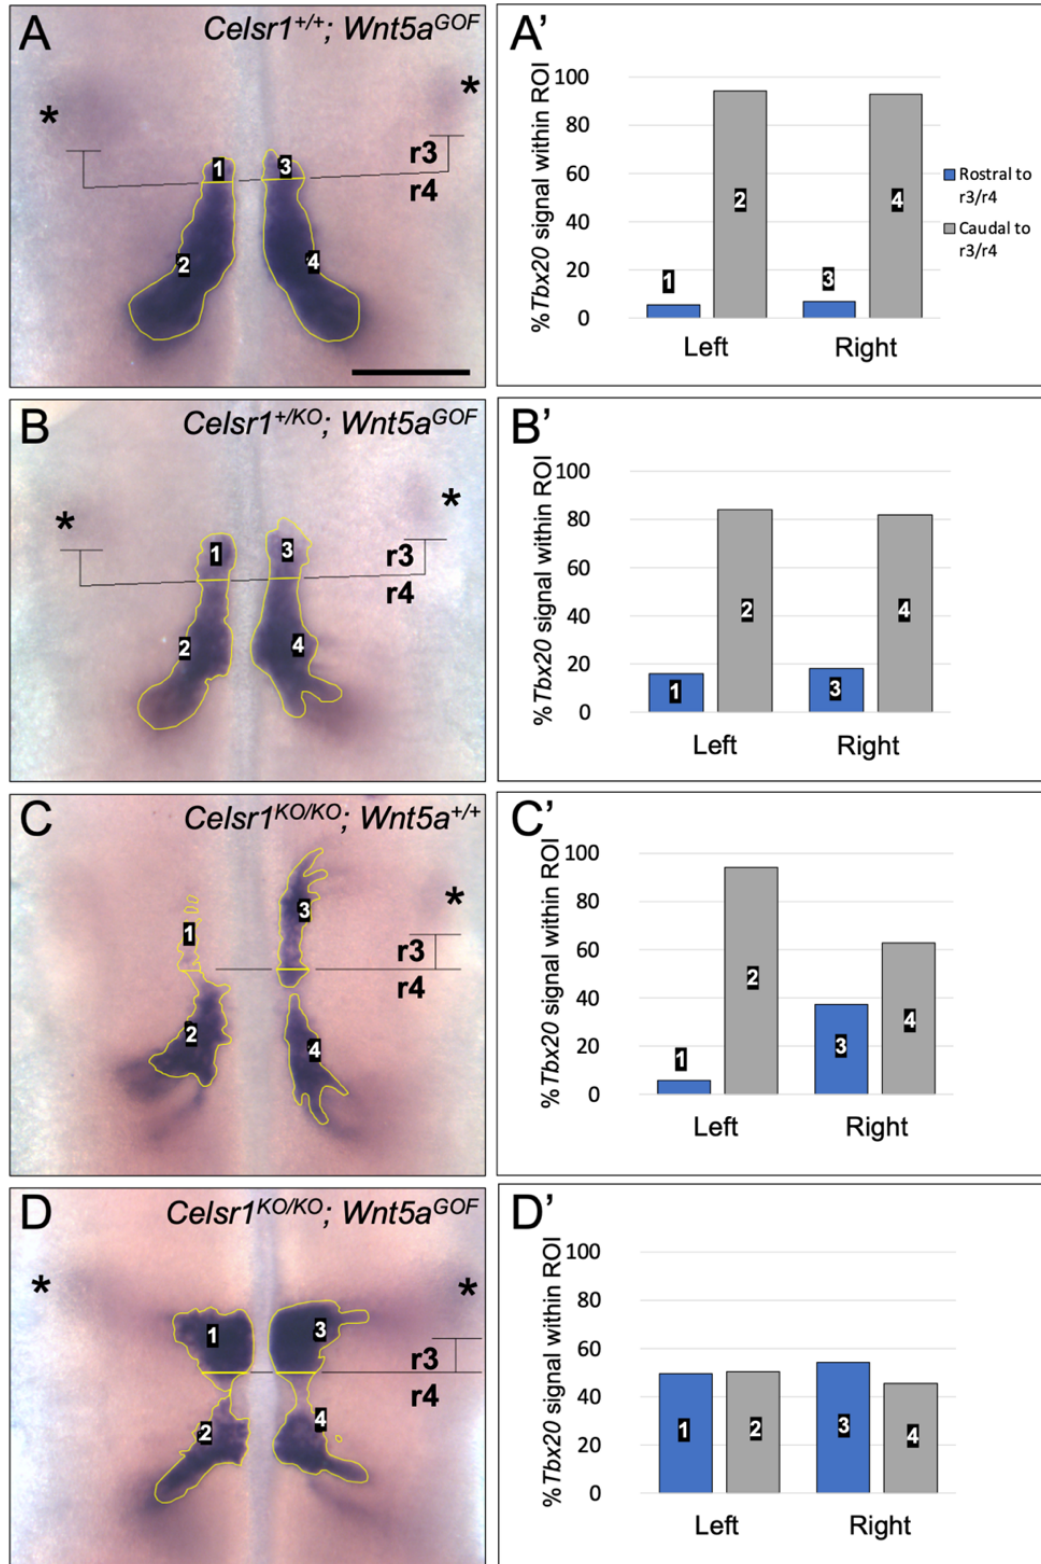 A
Celsr1+/+; Wnt5aGOF
*
*
1
3
r3
r4
2
4
A’
%Tbx20 signal within ROI
100
80
60
40
20
0
1
2
3
4
Left
Right
Rostral to
r3/r4
Caudal to
r3/r4
B
Celsr1+/KO; Wnt5aGOF
*
*
1
3
r3
r4
2
4
B’
%Tbx20 signal within ROI
100
80
60
40
20
0
1
2
3
4
Left
Right
C
Celsr1KO/KO; Wnt5a+/+
*
1
3
r3
r4
2
4
C’
%Tbx20 signal within ROI
100
80
60
40
20
0
1
2
3
4
Left
Right
D
Celsr1KO/KO; Wnt5aGOF
*
*
1
3
r3
r4
2
4
D’
%Tbx20 signal within ROI
100
80
60
40
20
0
1
2
3
4
Left
Right